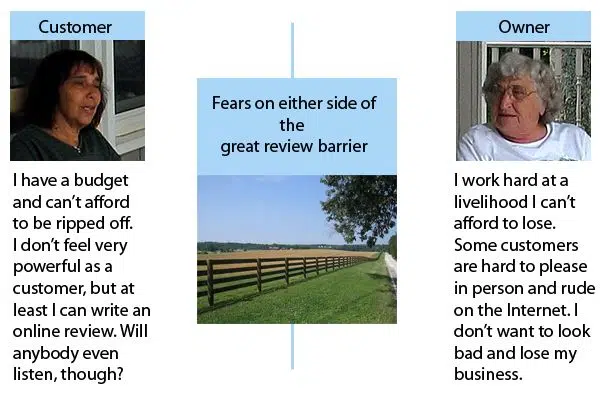 Customer
I have a budget
and can't afford
to be ripped off.
I don't feel very
powerful as a
customer, but at
least I can write an
online review. Will
anybody even
listen, though?
Fears on either side of
the
great review barrier
Owner
I work hard at a
livelihood I can't
afford to lose.
Some customers
are hard to please
in person and rude
on the Internet. I
don't want to look
bad and lose my
business.